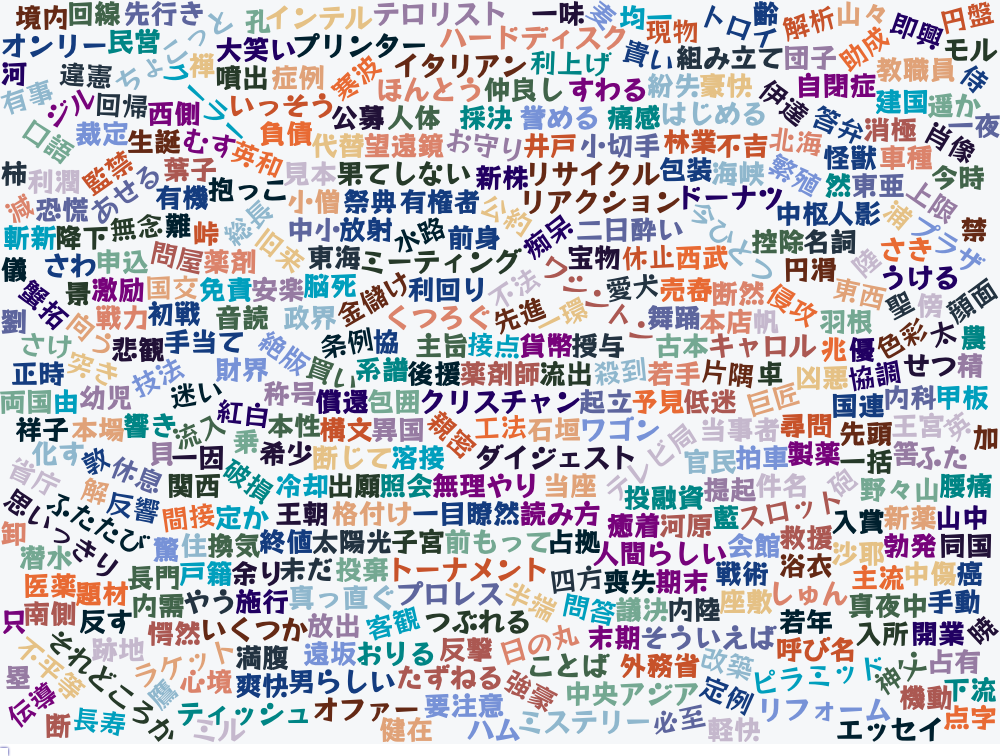 境内 回線 先行き ちょこっと 孔 インテル テロリスト 一味 麦 均一 現物 トロイ 齢 解析 山々 即興 円盤
オンリー 民営 大笑い プリンター ハードディスク 貴い 組み立て 団子 助成 モル
河 違憲 禅 噴出 症例 寒波 イタリアン 利上げ 教職員 侍
有事 ジル 回帰 西側 いっそう ほんとう 仲良し すわる 紛失 豪快 伊達 自閉症 建国 遥か
口語 裁定 生誕 むす 英和 負債 公募 人体 採決 誉める 痛感 はじめる 答弁 消極 肖像 一夜
代替 望遠鏡 お守り 井戸 小切手 林業 不吉 北海 怪獣 車種
柿 利潤 監禁 葉子 見本 果てしない 新株 リサイクル 包装 海峡 繁殖 然 東亜 上限 今時
減 恐慌 あせる 有機 抱っこ 小僧 祭典 有権者 公約 リアクション ドーナツ 中枢 人影 浦 プラザ 禁
斬新 降下 無念 難 峠 総長 旧来 中小 放射 水路 前身 痴呆 二日酔い 今ひとつ 控除 名詞 さき
儀 さわ 申込 問屋 薬剤 東海 ミーティング 宝物 休止 西武 円滑 陸 うける
蟹 拓 景 激励 国交 免責 安楽 脳死 金儲け 利回り 不法 愛犬 売春 断然 侵攻 東西 聖 傍 顔面
劉 向う 戦力 初戦 音読 政界 くつろぐ 先進 一環 舞踊 本店 帆 羽根 色彩 太 農
さけ 突き 悲観 手当て 絶版 条例 協 主旨 接点 貨幣 授与 古本 キャロル 兆 優
正時 技法 財界 買い 系譜 後援 薬剤師 流出 殺到 若手 片隅 卓 凶悪 協調 せつ 精
両国 由 幼児 迷い 称号 償還 包囲 クリスチャン 起立 予見 低迷 巨匠 国連 内科 甲板
祥子 本場 響き 流入 紅白 乗 本性 構文 異国 親密 工法 石垣 ワゴン テレビ局 当事者 尋問 先頭 王宮 浜 加
化す 貝 一因 希少 断じて 溶接 ダイジェスト 官民 拍車 製薬 一括 苦 ふた
省庁 敦 休息 解 反響 関西 破損 冷却 出願 照会 無理やり 当座 投融資 提起 件名 砲 野々山 腰痛
思いっきり ふたたび 間接 定か 王朝 格付け 一目瞭然 読み方 癒着 河原 藍 スロット 入賞 新薬 山中
卸 潜水 驚 住 換気 終値 太陽光 子宮 前もって 占拠 人間らしい 会館 救援 沙耶 勃発 同国
医薬 題材 長門 戸籍 余り 未だ 投棄 トーナメント 四方 喪失 期末 戦術 浴衣 主流 中傷 癌
只 南側 反す 内需 やう 施行 真っ直ぐ プロレス 半端 問答 議決 内陸 座敷 しゅん 真夜中 手動
不平等 それどころか 跡地 愕然 いくつか 放出 客観 つぶれる 日の丸 末期 そういえば 若年 入所 開業 暁
塁 鷹 ラケット 心境 満腹 遠坂 おりる 反撃 ことば 外務省 改築 呼び名 神士 占有
伝導 爽快 男らしい たずねる 強豪 中央アジア 定例 ピラミッド 機動 下流
断 長寿 ミル ティッシュ オファー 健在 要注意 ハム ミステリー 必至 軽快 リフォーム エッセイ 点字